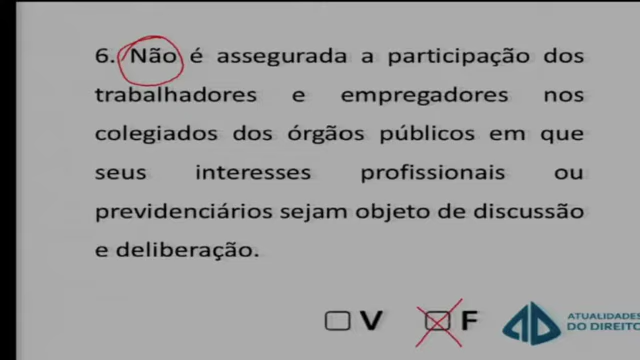 6. Não é assegurada a participação dos
trabalhadores e empregadores nos
colegiados dos órgãos públicos em que
seus interesses profissionais ou
previdenciários sejam objeto de discussão
e deliberação.
V F
ATUALIDADES
DO DIREITO